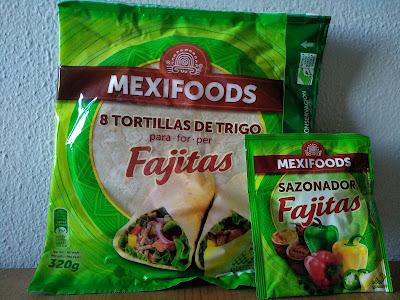 MEXIFOODS
8 TORTILLAS DE TRIGO
para · for · per
Fajitas
320g
MEXIFOODS
SAZONADOR
Fajitas